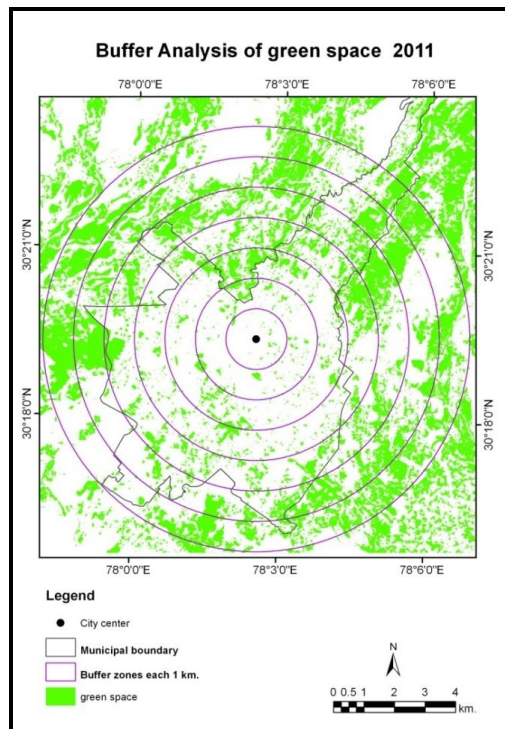 Buffer Analysis of green space 2011
78°0'0"E 78°3'0"E 78°6'0"E
30°21'0"N 30°21'0"N
30°18'0"N 30°18'0"N
78°0'0"E 78°3'0"E 78°6'0"E
Legend
City center
Municipal boundary
Buffer zones each 1 km.
green space
N
0 0.5 1 2 3 4
km.